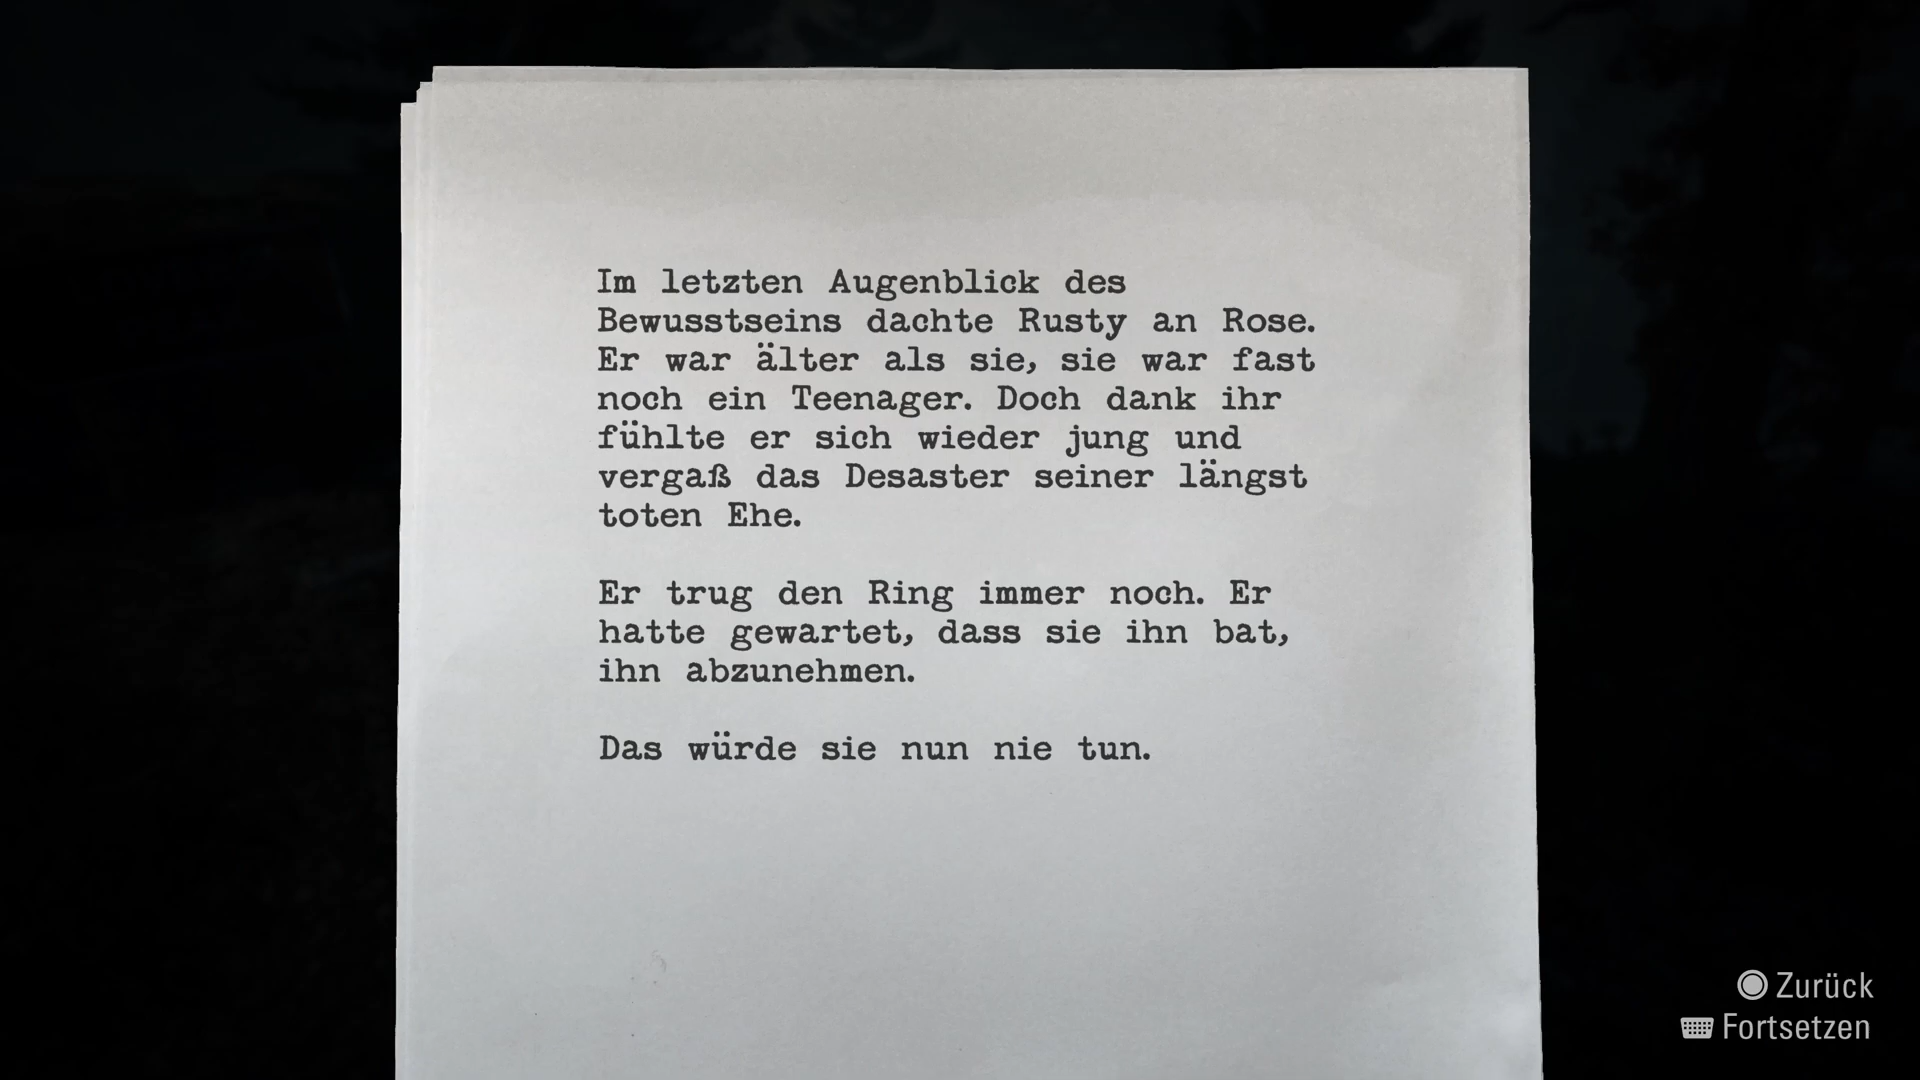 Im letzten Augenblick des
Bewusstseins dachte Rusty an Rose.
Er war älter als sie, sie war fast
noch ein Teenager. Doch dank ihr
fühlte er sich wieder jung und
vergaß das Desaster seiner längst
toten Ehe.
Er trug den Ring immer noch. Er
hatte gewartet, dass sie ihn bat,
ihn abzunehmen.
Das würde sie nun nie tun.
Zurück
Fortsetzen